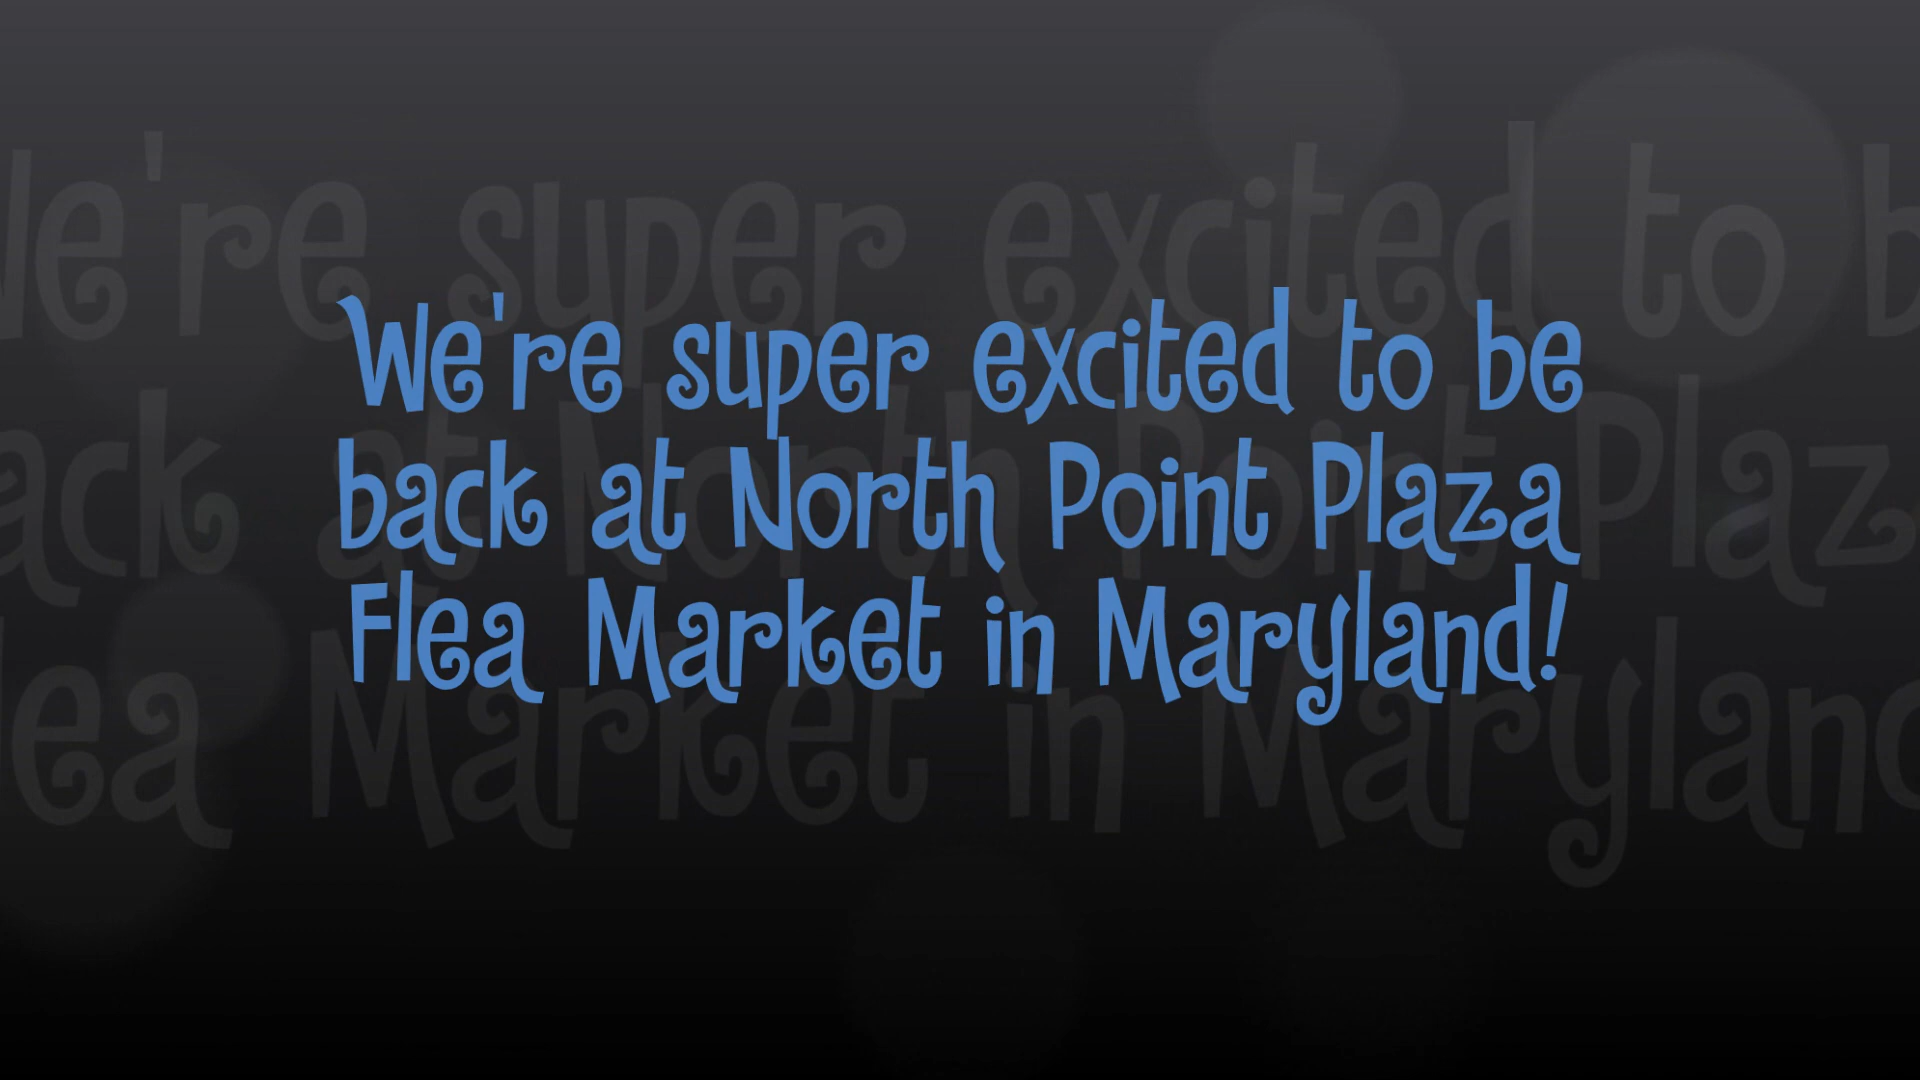 We're super excited to be
back at North Point Plaza
Flea Market in Maryland!